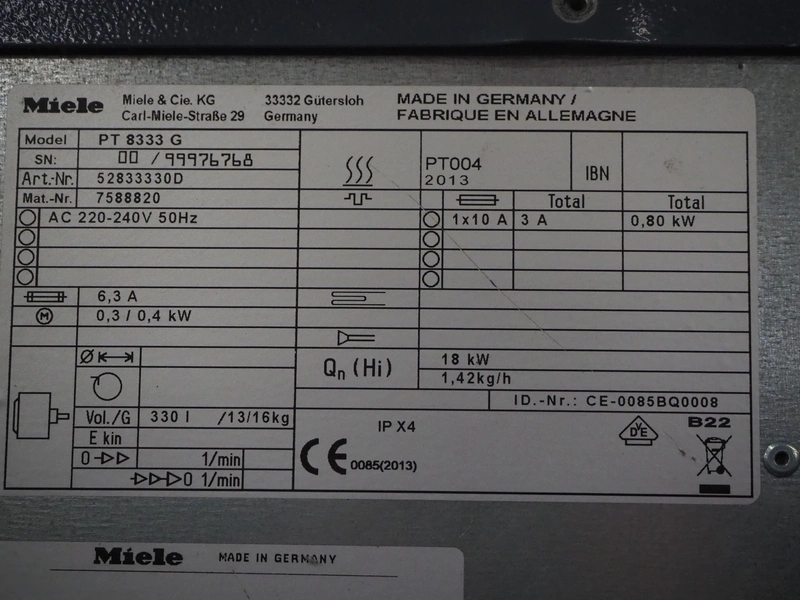 Miele
Miele & Cie. KG 33332 Gütersloh
Carl-Miele-Straße 29 Germany
MADE IN GERMANY /
FABRIQUE EN ALLEMAGNE
Model PT 8333 G
SN: 00 / 99976768
Art.-Nr. 52833330D
Mat.-Nr. 7588820
PT004
2013
IBN
Total Total
AC 220-240V 50Hz
1x10 A 3 A 0,80 kW
6,3 A
M 0,3 / 0,4 kW
Qn (Hi) 18 kW
1,42kg/h
ID.-Nr.: CE-0085BQ0008
Vol./G 330 l /13/16kg
E kin
0 1/min
0 1/min
IP X4
CE 0085(2013)
VDE
B22
Miele MADE IN GERMANY